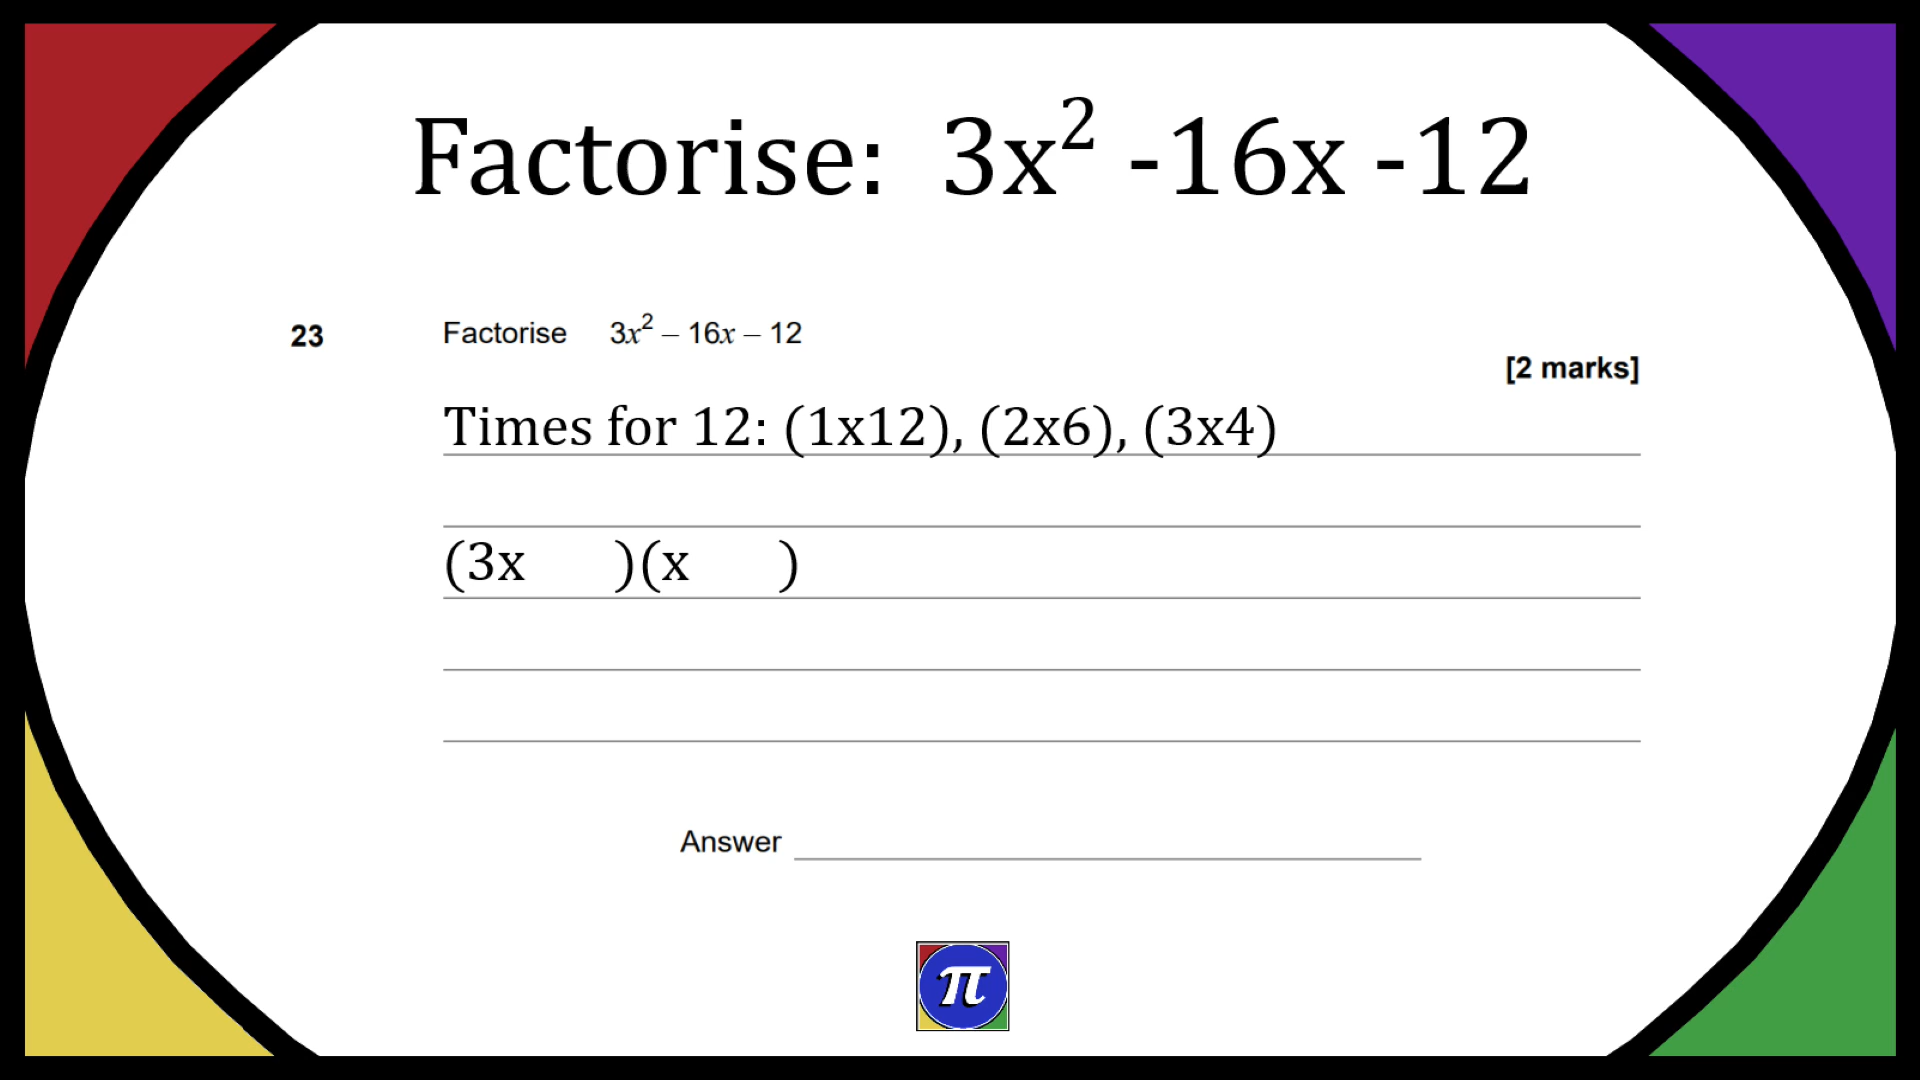 Factorise: 3x² -16x -12
23 Factorise 3x² – 16x – 12
[2 marks]
Times for 12: (1x12), (2x6), (3x4)
(3x )(x )
Answer
π